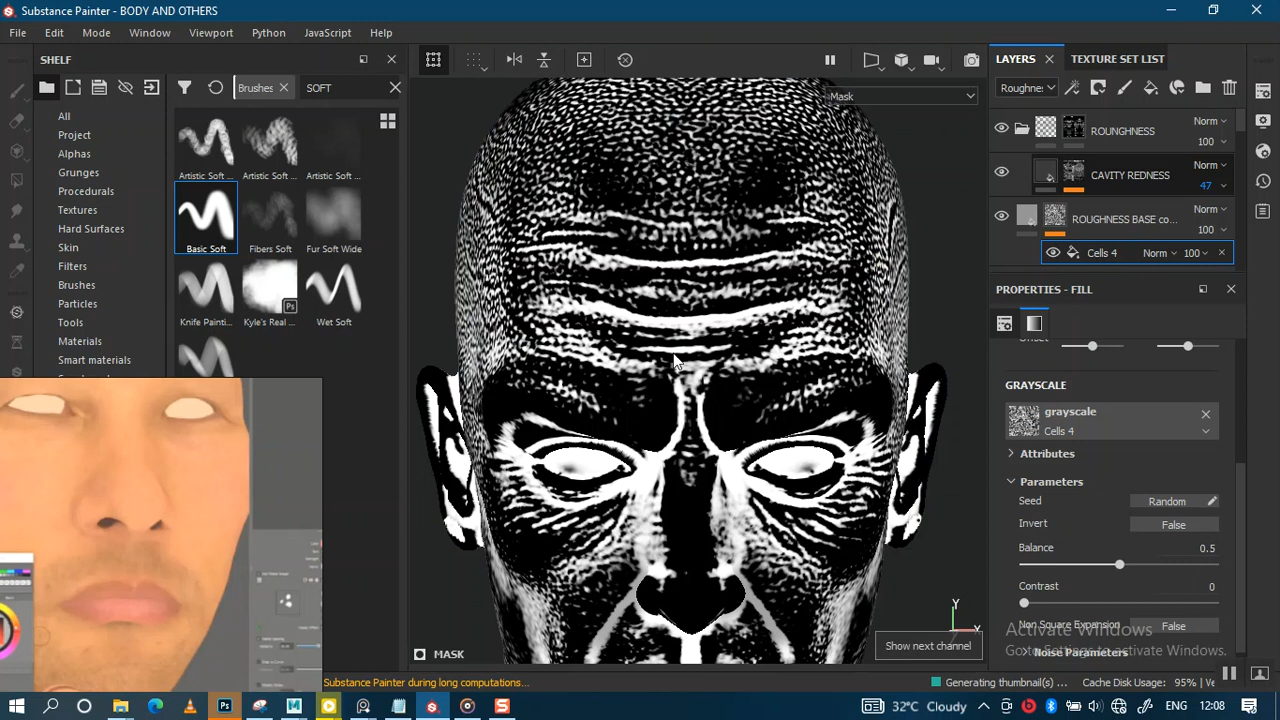 Substance Painter - BODY AND OTHERS
File Edit Mode Window Viewport Python JavaScript Help
SHELF
Brushes
SOFT
All
Project
Alphas
Grunges
Procedurals
Textures
Hard Surfaces
Skin
Filters
Brushes
Particles
Tools
Materials
Smart materials
Artistic Soft ... Artistic Soft ... Artistic Soft ...
Basic Soft Fibers Soft Fur Soft Wide
Knife Painti... Kyle's Real ... Wet Soft
Mask
MASK
Y
Show next channel
LAYERS TEXTURE SET LIST
Roughne:
ROUNGHNESS Norm
100
CAVITY REDNESS Norm
47
ROUGHNESS BASE co... Norm
100
Cells 4 Norm 100
PROPERTIES - FILL
Offset
GRAYSCALE
grayscale
Cells 4
Attributes
Parameters
Seed Random
Invert False
Balance 0.5
Contrast 0
Non Square Expansion False
Noise Parameters
Activate Windows
Go to Settings to activate Windows.
Substance Painter during long computations...
Generating thumbnail(s) ... Cache Disk Usage: 95% | Ve
Ps
32°C Cloudy ENG 12:08